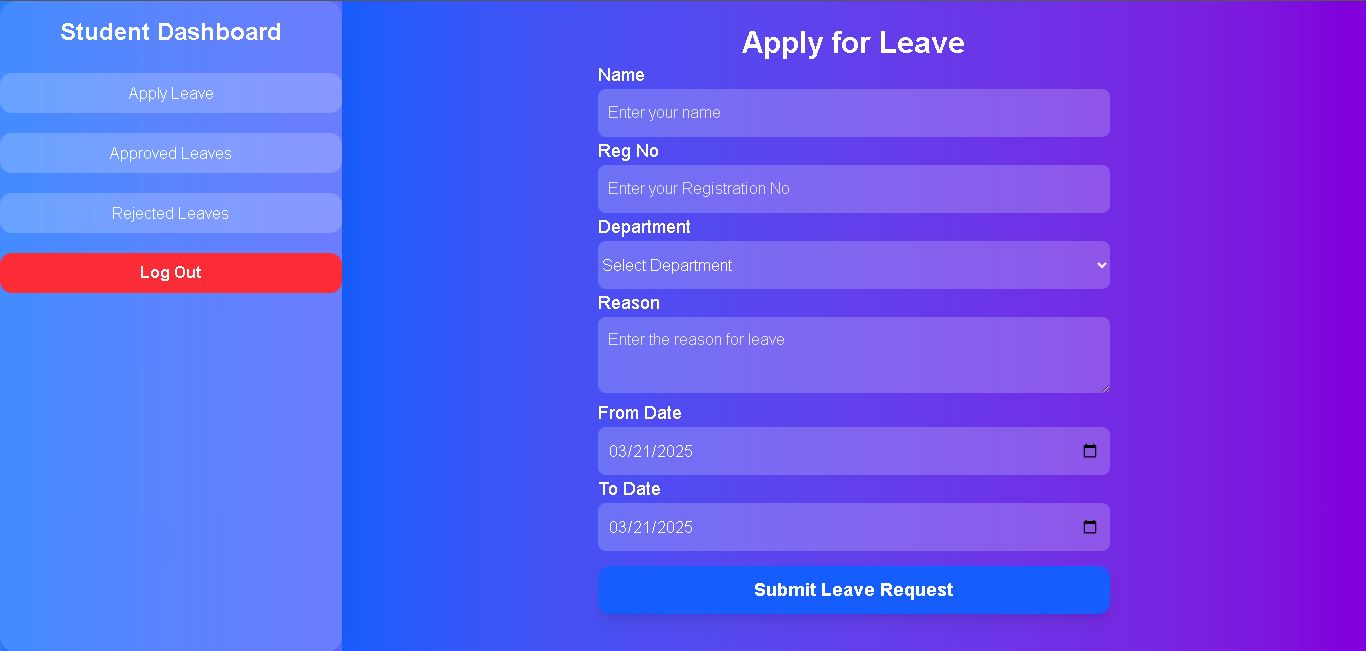 Student Dashboard
Apply Leave
Approved Leaves
Rejected Leaves
Log Out
Apply for Leave
Name
Enter your name
Reg No
Enter your Registration No
Department
Select Department
Reason
Enter the reason for leave
From Date
03/21/2025
To Date
03/21/2025
Submit Leave Request